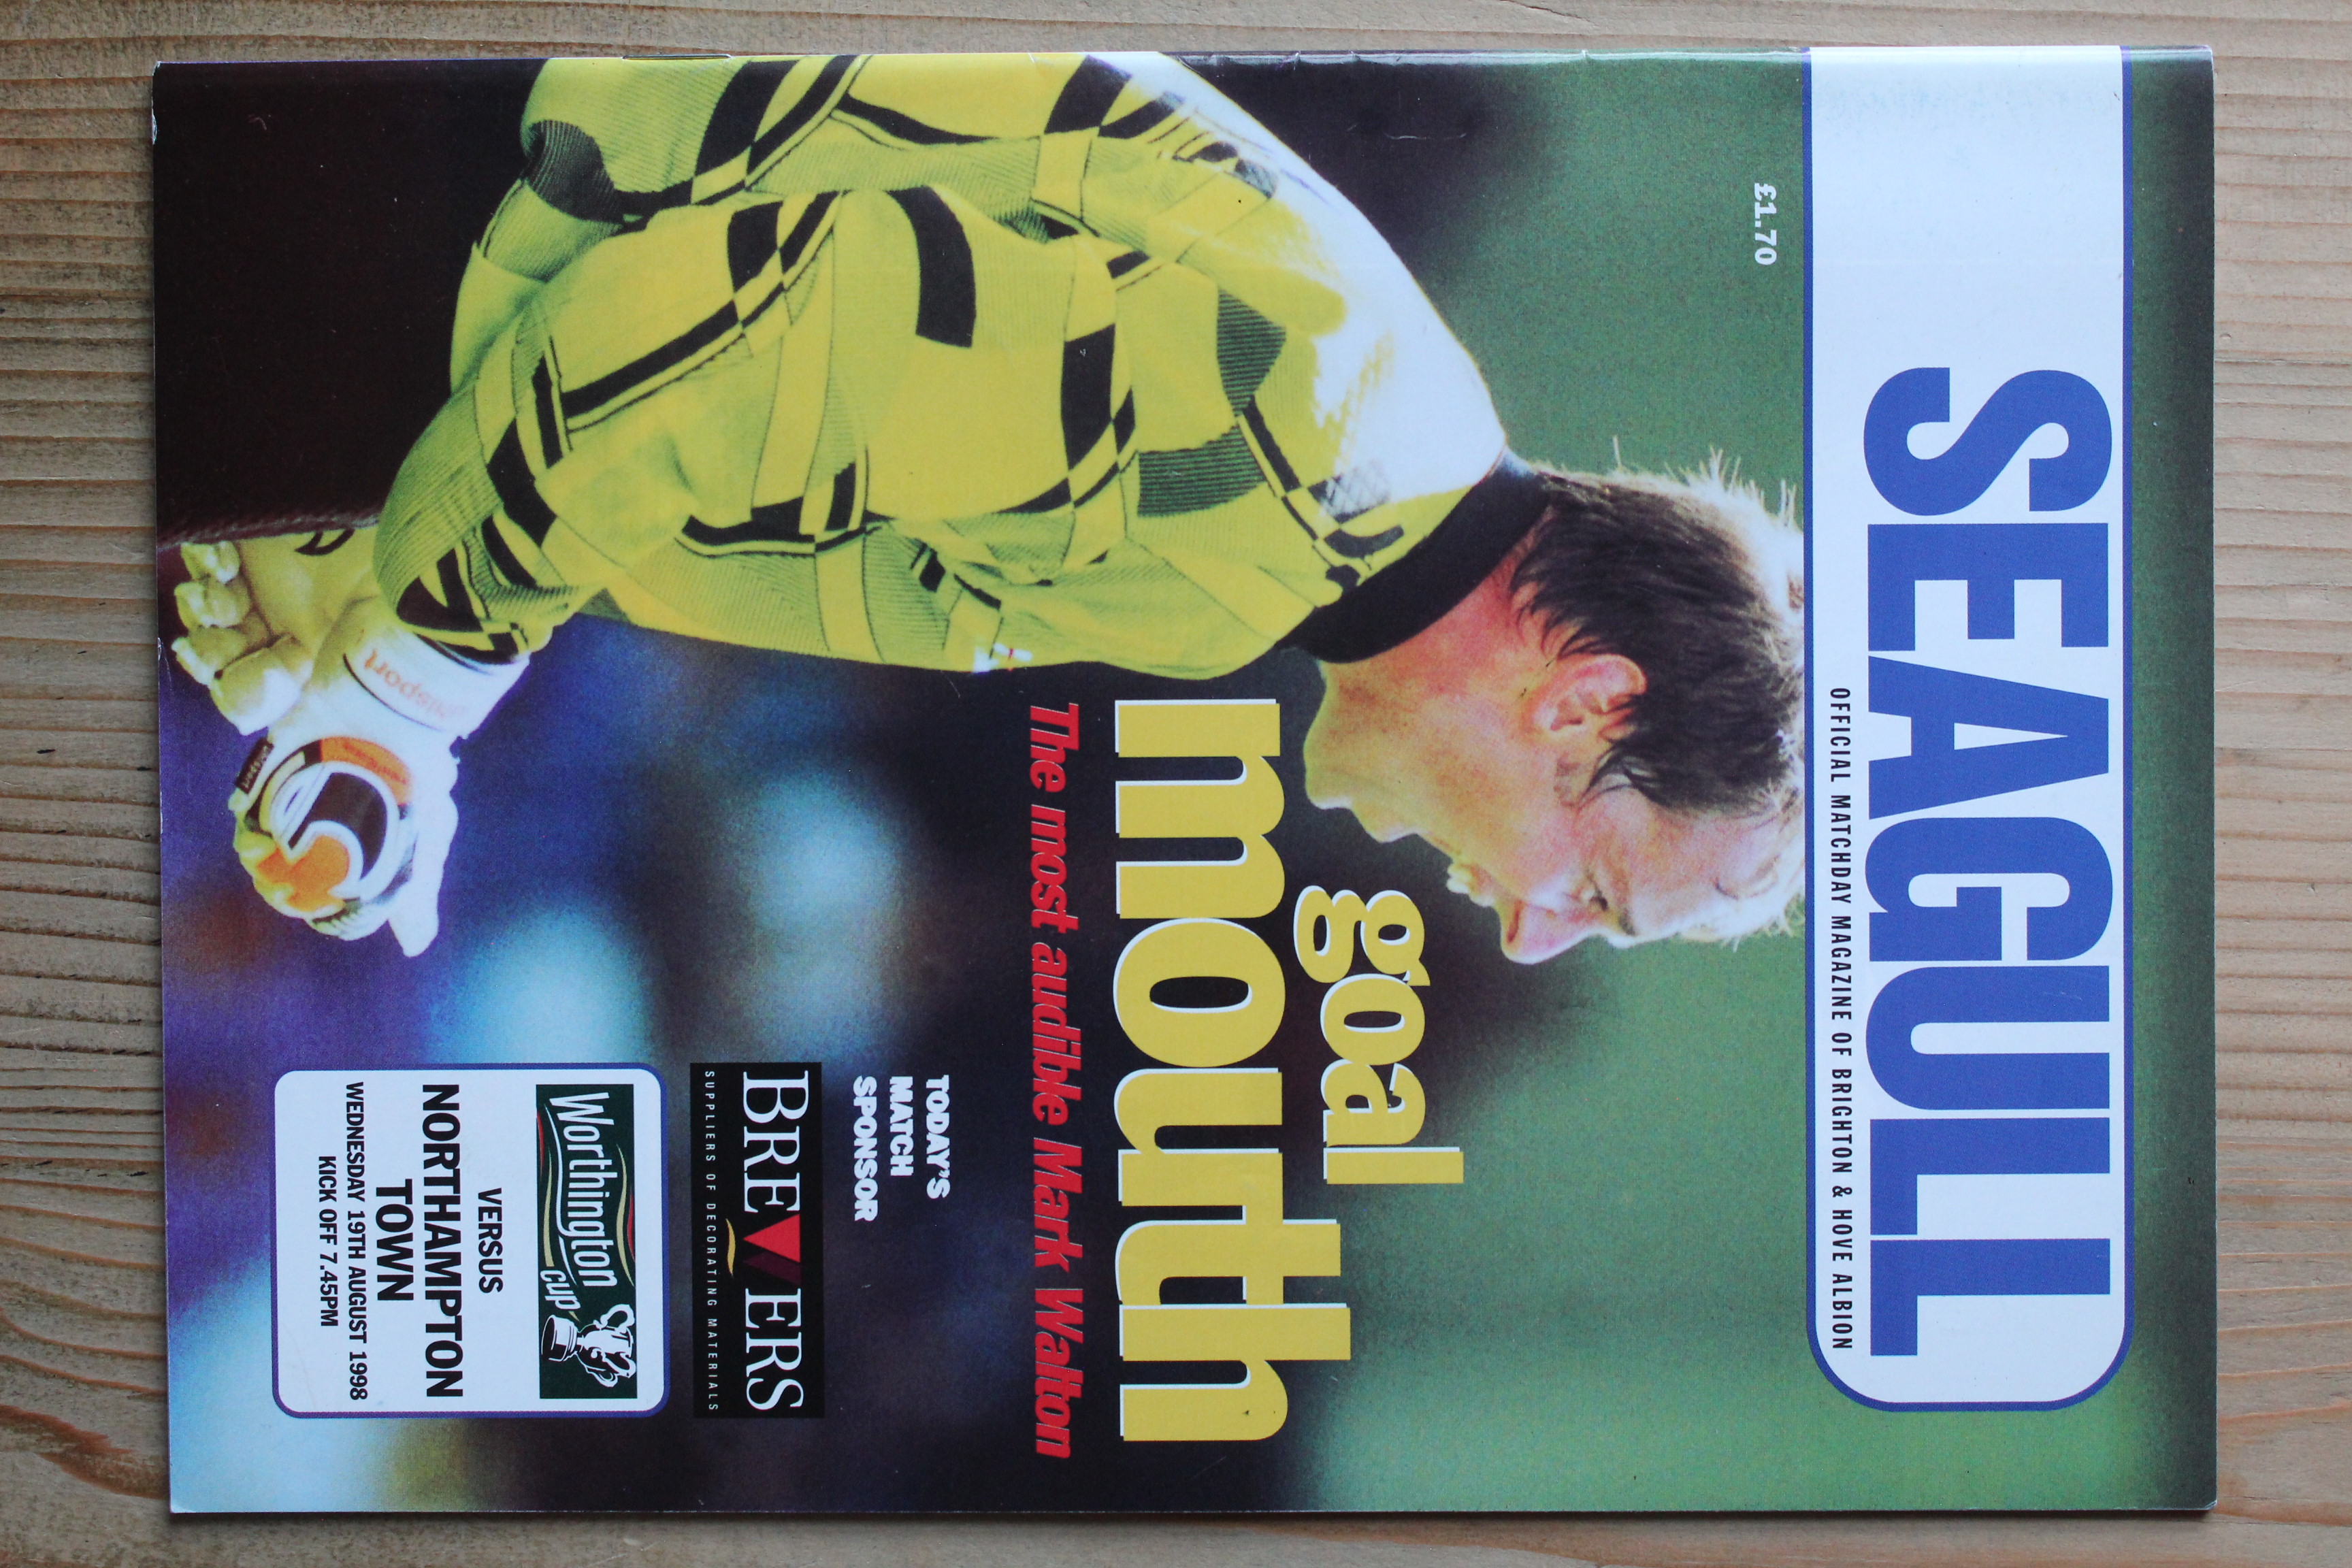 SEAGULL
OFFICIAL MATCHDAY MAGAZINE OF BRIGHTON & HOVE ALBION
£1.70
goal
mouth
The most audible Mark Walton
TODAY'S
MATCH
SPONSOR
BREWERS
SUPPLIERS OF DECORATING MATERIALS
Worthington
CUP
VERSUS
NORTHAMPTON
TOWN
WEDNESDAY 19TH AUGUST 1998
KICK OFF 7.45PM
uhlsport